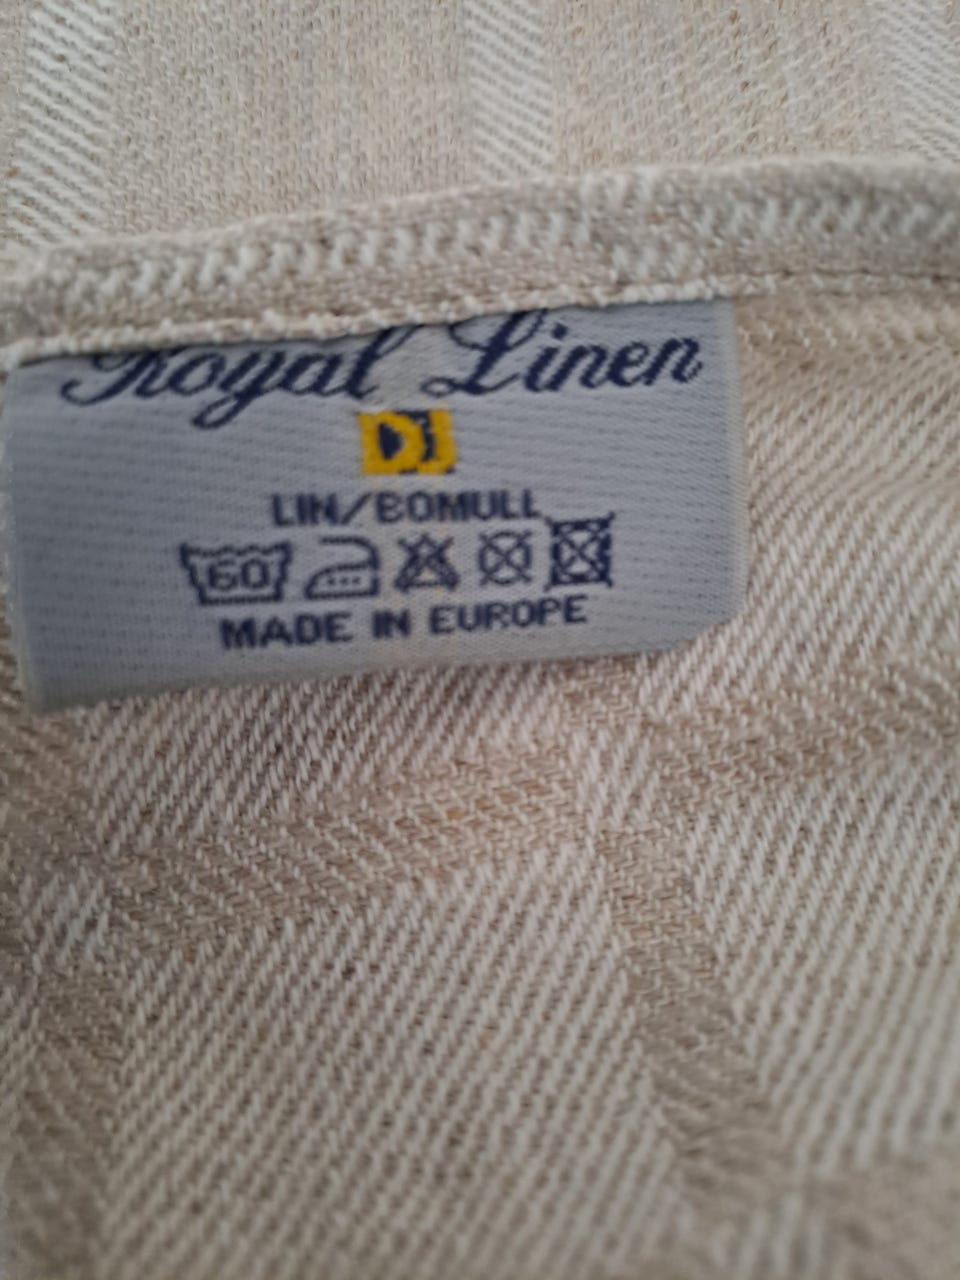 Royal Linen
DJ
LIN/BOMULL
60
MADE IN EUROPE